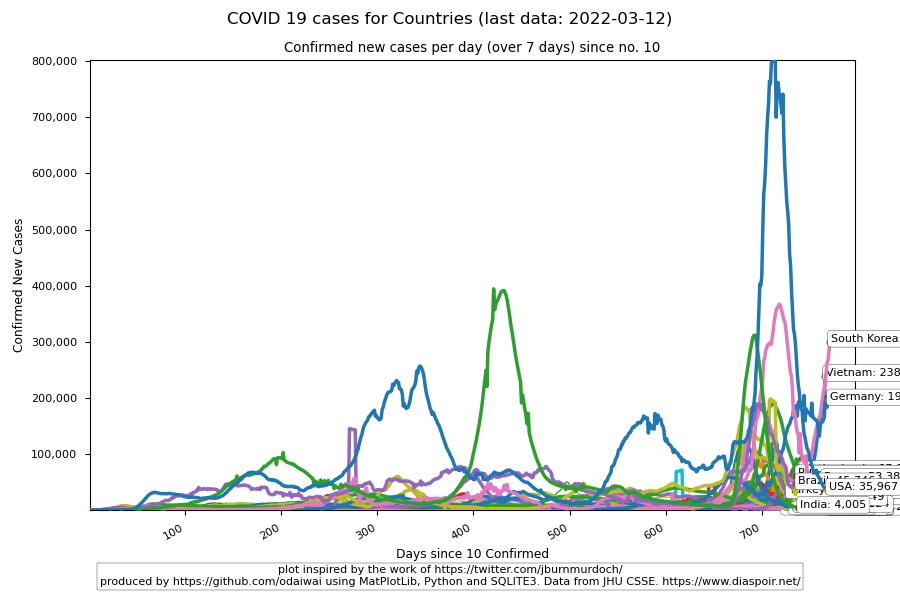 COVID 19 cases for Countries (last data: 2022-03-12)
Confirmed new cases per day (over 7 days) since no. 10
800,000
700,000
600,000
500,000
400,000
300,000
200,000
100,000
Confirmed New Cases
South Korea:
Vietnam: 238
Germany: 19
Brazil:
USA: 35,967
India: 4,005
100
200
300
400
500
600
700
Days since 10 Confirmed
plot inspired by the work of https://twitter.com/jburnmurdoch/
produced by https://github.com/odaiwai using MatPlotLib, Python and SQLITE3. Data from JHU CSSE. https://www.diaspoir.net/